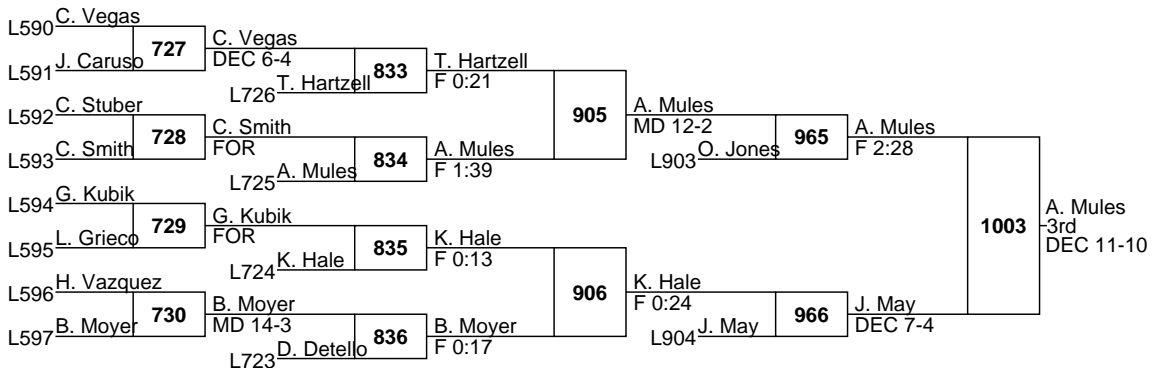 L590 C. Vegas
727
L591 J. Caruso
C. Vegas
DEC 6-4
833
L726 T. Hartzell
T. Hartzell
F 0:21
L592 C. Stuber
728
L593 C. Smith
C. Smith
FOR
834
L725 A. Mules
A. Mules
F 1:39
905
A. Mules
MD 12-2
965
L903 O. Jones
A. Mules
F 2:28
L594 G. Kubik
729
L595 L. Grieco
G. Kubik
FOR
835
L724 K. Hale
K. Hale
F 0:13
L596 H. Vazquez
730
L597 B. Moyer
B. Moyer
MD 14-3
836
L723 D. Detello
B. Moyer
F 0:17
906
K. Hale
F 0:24
966
L904 J. May
J. May
DEC 7-4
1003
A. Mules
3rd
DEC 11-10